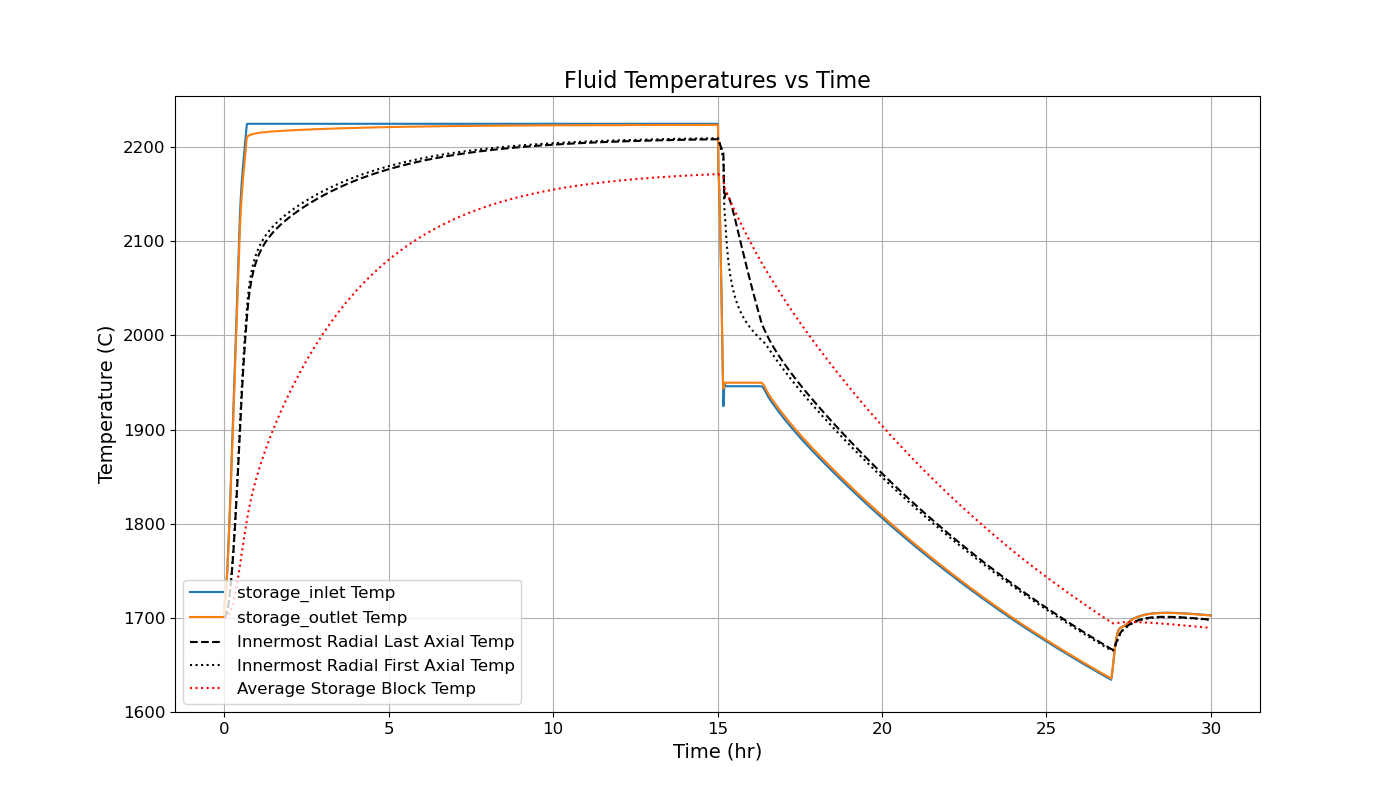 Fluid Temperatures vs Time
Temperature (C)
2200
2100
2000
1900
1800
1700
1600
storage_inlet Temp
storage_outlet Temp
Innermost Radial Last Axial Temp
Innermost Radial First Axial Temp
Average Storage Block Temp
0 5 10 15 20 25 30
Time (hr)